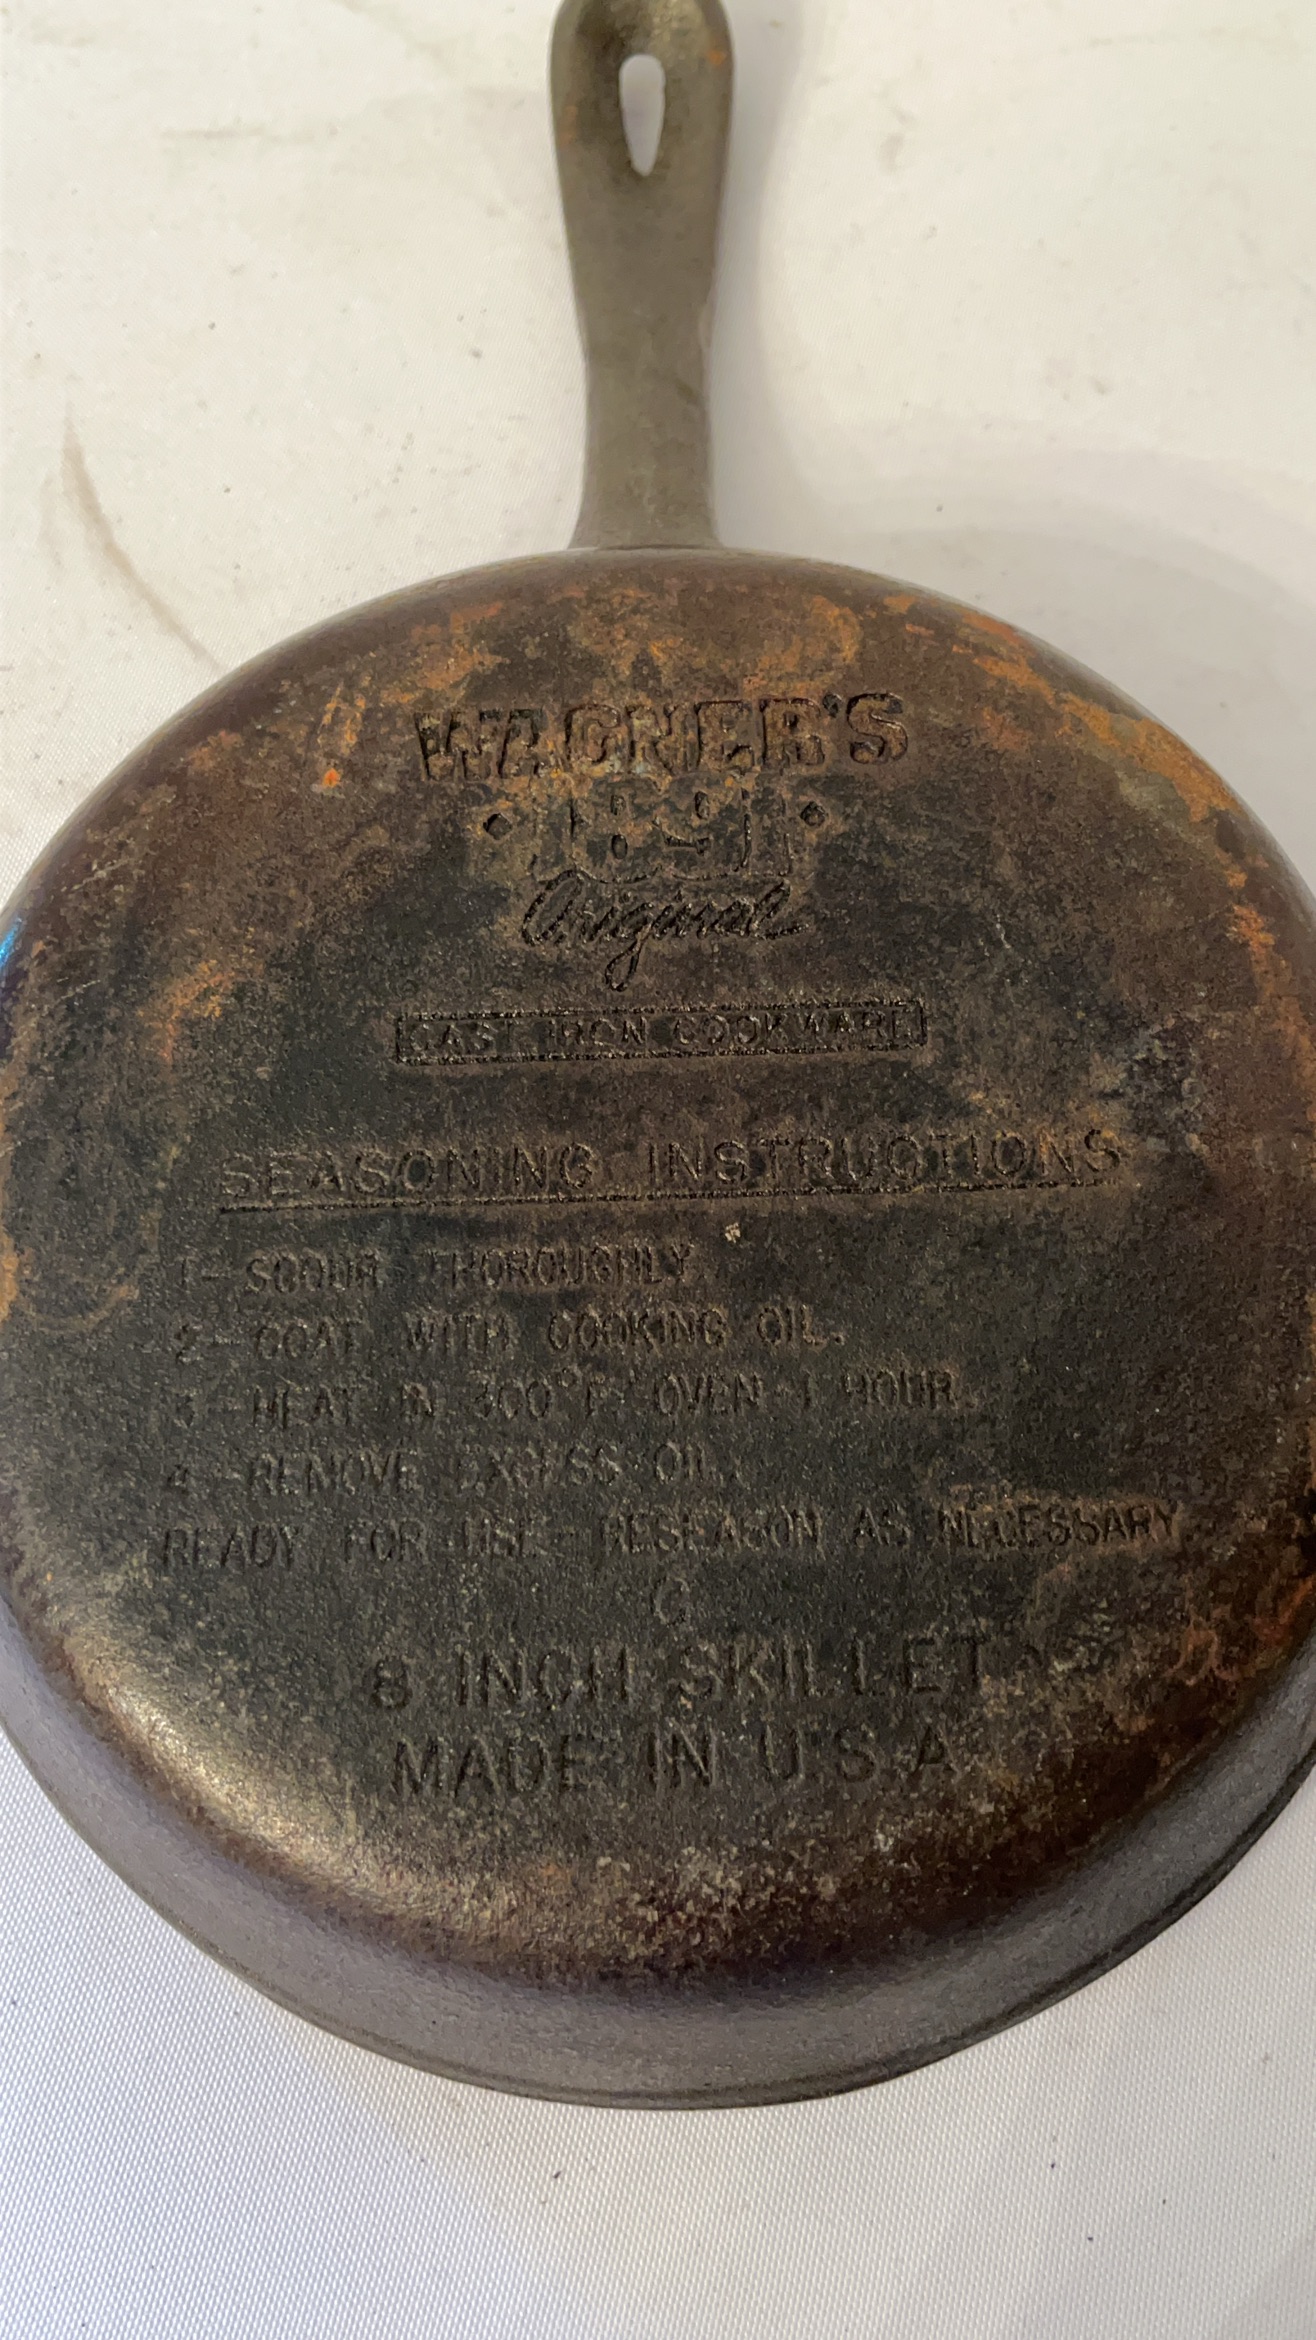 WAGNER'S
• 1891 •
Original
CAST IRON COOKWARE
SEASONING INSTRUCTIONS
1- SCOUR THOROUGHLY.
2- COAT WITH COOKING OIL.
3- HEAT IN 300°F. OVEN 1 HOUR.
4- REMOVE EXSESS OIL.
READY FOR USE - RESEASON AS NECESSARY
C
8 INCH SKILLET
MADE IN U.S.A